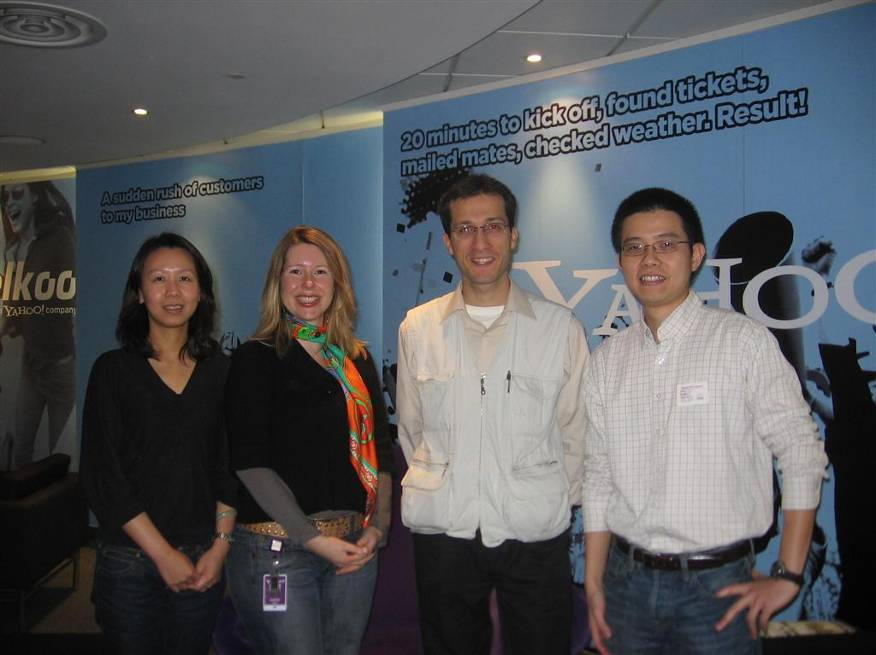 20 minutes to kick off, found tickets,
mailed mates, checked weather. Result!
A sudden rush of customers
to my business
elkoo
YAHOO! company
YAHOO